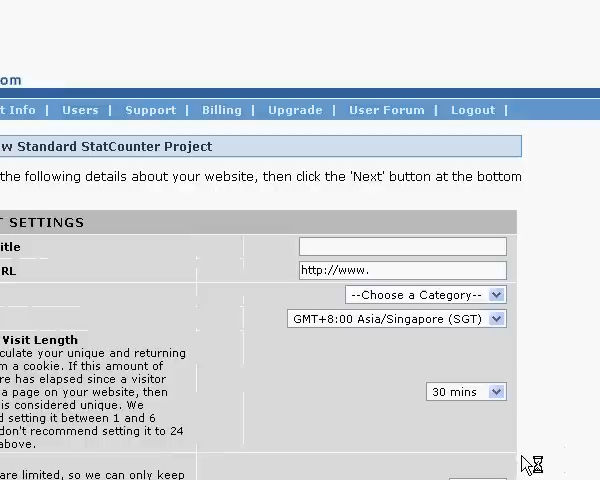 om
t Info | Users | Support | Billing | Upgrade | User Forum | Logout |
w Standard StatCounter Project
the following details about your website, then click the 'Next' button at the bottom
T SETTINGS
itle
RL http://www.
--Choose a Category--
GMT+8:00 Asia/Singapore (SGT)
Visit Length
culate your unique and returning
m a cookie. If this amount of
re has elapsed since a visitor
a page on your website, then 30 mins
is considered unique. We
d setting it between 1 and 6
don't recommend setting it to 24
above.
are limited, so we can only keep